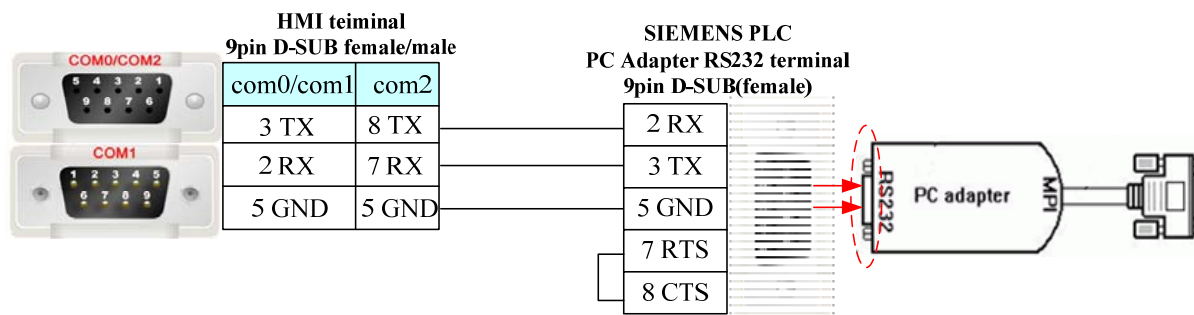 HMI teiminal
9pin D-SUB female/male
COM0/COM2
5 4 3 2 1
9 8 7 6
COM1
1 2 3 4 5
6 7 8 9
com0/com1 com2
3 TX 8 TX
2 RX 7 RX
5 GND 5 GND
SIEMENS PLC
PC Adapter RS232 terminal
9pin D-SUB(female)
2 RX
3 TX
5 GND
7 RTS
8 CTS
RS232
PC adapter
MPI